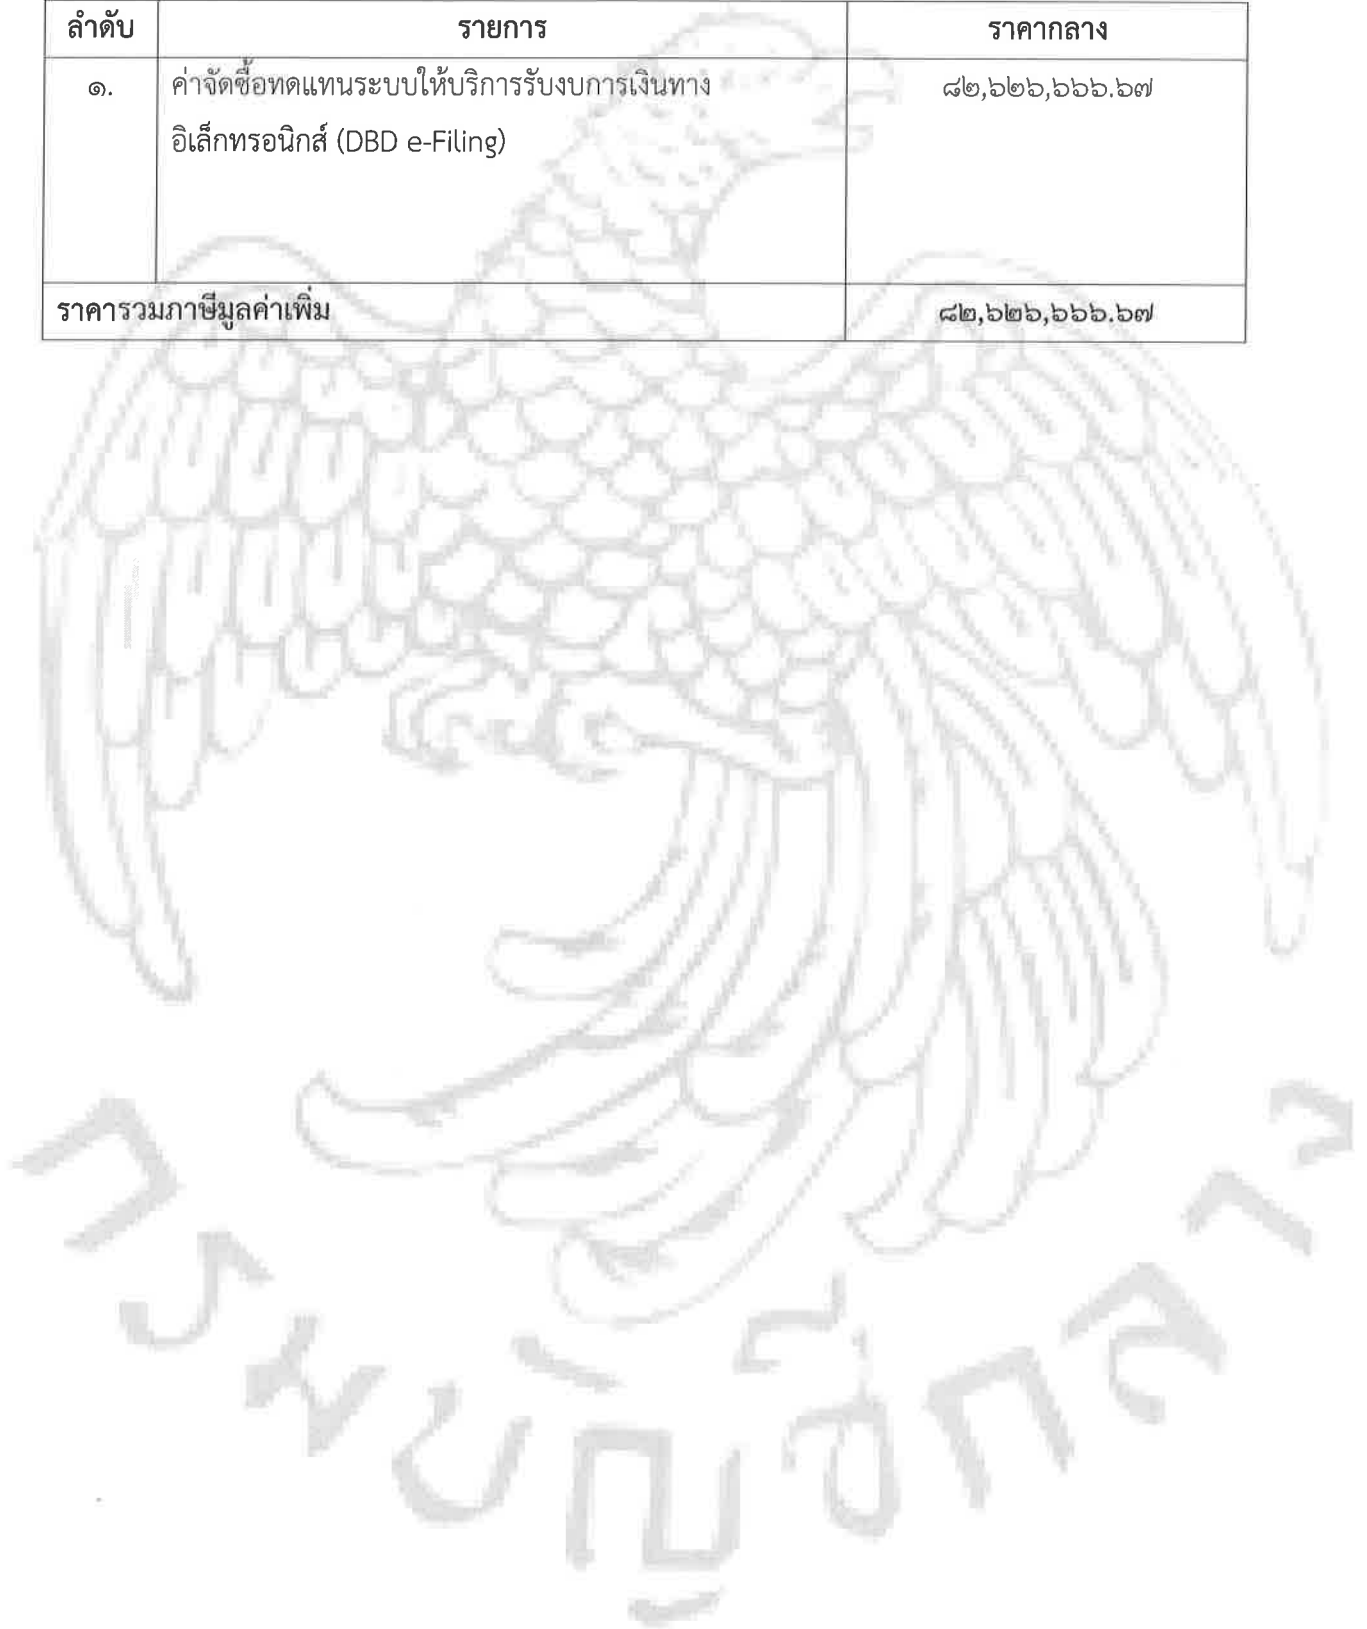 ลำดับ รายการ ราคากลาง
๑. ค่าจัดซื้อทดแทนระบบให้บริการรับงบการเงินทาง ๘๒,๖๒๖,๖๖๖.๖๗
อิเล็กทรอนิกส์ (DBD e-Filing)
ราคารวมภาษีมูลค่าเพิ่ม ๘๒,๖๒๖,๖๖๖.๖๗
กรมบัญชีกลาง